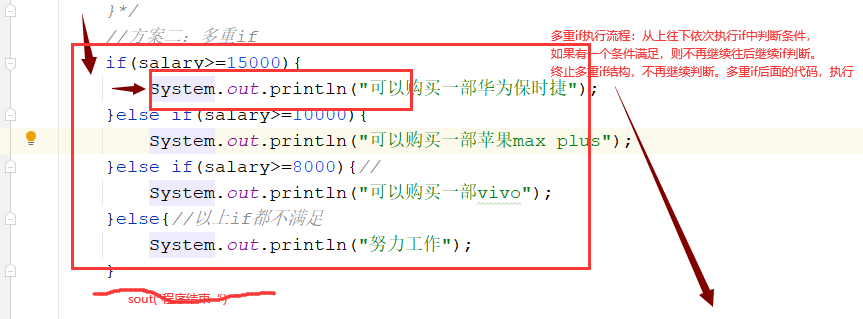 }*/
//方案二：多重if
if(salary>=15000){
System.out.println("可以购买一部华为保时捷");
}else if(salary>=10000){
System.out.println("可以购买一部苹果max plus");
}else if(salary>=8000){//
System.out.println("可以购买一部vivo");
}else{//以上if都不满足
System.out.println("努力工作");
}
sout("程序结束 ")
多重if执行流程：从上往下依次执行if中判断条件，
如果有一个条件满足，则不再继续往后继续if判断。
终止多重if结构，不再继续判断。多重if后面的代码，执行